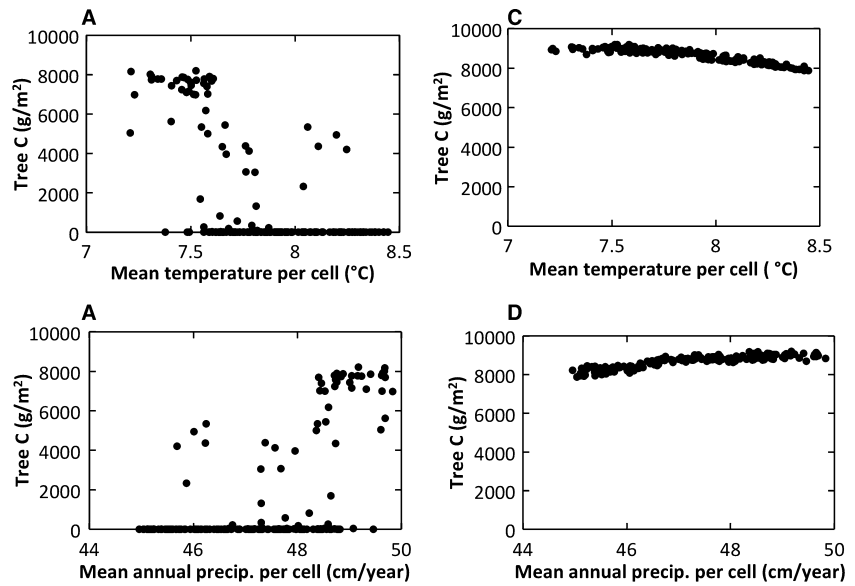 A
10000
8000
6000
4000
2000
0
Tree C (g/m²)
7 7.5 8 8.5
Mean temperature per cell (°C)
C
10000
8000
6000
4000
2000
0
Tree C (g/m²)
7 7.5 8 8.5
Mean temperature per cell ( °C)
A
10000
8000
6000
4000
2000
0
Tree C (g/m²)
44 46 48 50
Mean annual precip. per cell (cm/year)
D
10000
8000
6000
4000
2000
0
Tree C (g/m²)
44 46 48 50
Mean annual precip. per cell (cm/year)